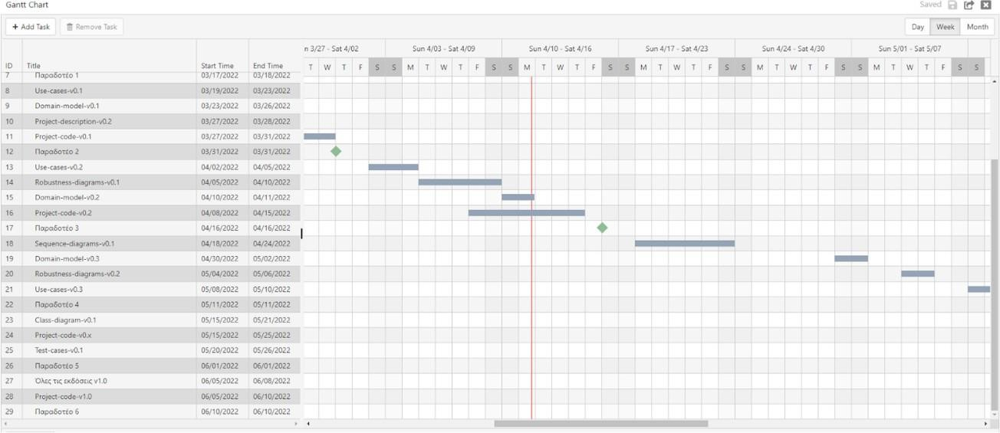 Gantt Chart Saved
+ Add Task Remove Task Day Week Month
n 3/27 - Sat 4/02 Sun 4/03 - Sat 4/09 Sun 4/10 - Sat 4/16 Sun 4/17 - Sat 4/23 Sun 4/24 - Sat 4/30 Sun 5/01 - Sat 5/07
ID Title Start Time End Time T W T F S S M T W T F S S M T W T F S S M T W T F S S M T W T F S S M T W T F S S
7 Παραδοτέο 1 03/17/2022 03/18/2022
8 Use-cases-v0.1 03/19/2022 03/23/2022
9 Domain-model-v0.1 03/23/2022 03/26/2022
10 Project-description-v0.2 03/27/2022 03/28/2022
11 Project-code-v0.1 03/27/2022 03/31/2022
12 Παραδοτέο 2 03/31/2022 03/31/2022
13 Use-cases-v0.2 04/02/2022 04/05/2022
14 Robustness-diagrams-v0.1 04/05/2022 04/10/2022
15 Domain-model-v0.2 04/10/2022 04/11/2022
16 Project-code-v0.2 04/08/2022 04/15/2022
17 Παραδοτέο 3 04/16/2022 04/16/2022
18 Sequence-diagrams-v0.1 04/18/2022 04/24/2022
19 Domain-model-v0.3 04/30/2022 05/02/2022
20 Robustness-diagrams-v0.2 05/04/2022 05/06/2022
21 Use-cases-v0.3 05/08/2022 05/10/2022
22 Παραδοτέο 4 05/11/2022 05/11/2022
23 Class-diagram-v0.1 05/15/2022 05/21/2022
24 Project-code-v0.x 05/15/2022 05/25/2022
25 Test-cases-v0.1 05/20/2022 05/26/2022
26 Παραδοτέο 5 06/01/2022 06/01/2022
27 Όλες τις εκδόσεις v1.0 06/05/2022 06/08/2022
28 Project-code-v1.0 06/05/2022 06/10/2022
29 Παραδοτέο 6 06/10/2022 06/10/2022